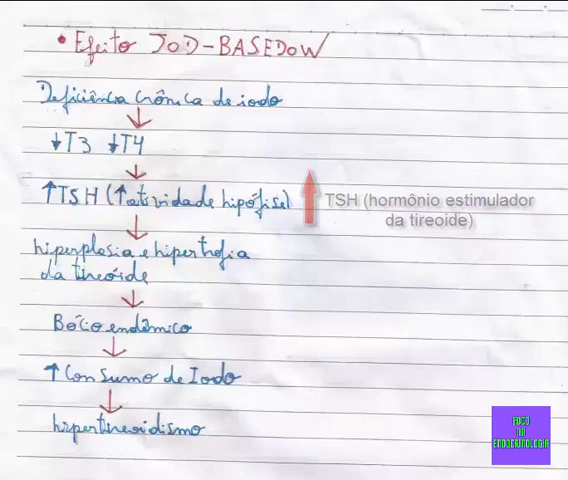 • Efeito JOD-BASEDOW
Deficiência crônica de iodo
↓
↓T3 ↓T4
↓
↑TSH (↑atividade hipófise)
↑ TSH (hormônio estimulador
da tireoide)
↓
hiperplasia e hipertrofia
da tireóide
↓
Bócio endêmico
↓
↑ Consumo de Iodo
↓
hipertireoidismo
FOCO
NA
ENDOCRINOLOGIA